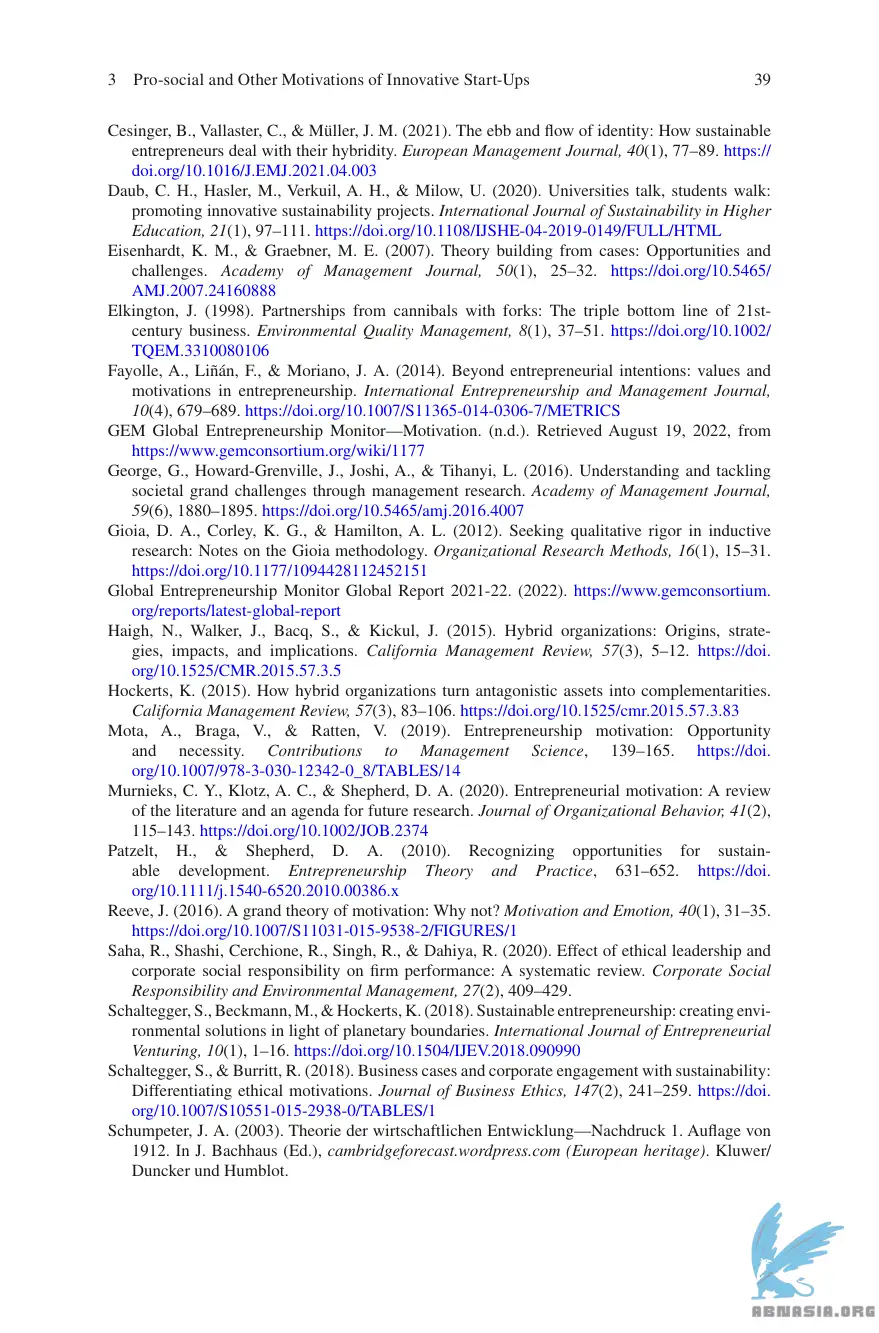 3 Pro-social and Other Motivations of Innovative Start-Ups 39
Cesinger, B., Vallaster, C., & Müller, J. M. (2021). The ebb and flow of identity: How sustainable
entrepreneurs deal with their hybridity. European Management Journal, 40(1), 77–89. https://
doi.org/10.1016/J.EMJ.2021.04.003
Daub, C. H., Hasler, M., Verkuil, A. H., & Milow, U. (2020). Universities talk, students walk:
promoting innovative sustainability projects. International Journal of Sustainability in Higher
Education, 21(1), 97–111. https://doi.org/10.1108/IJSHE-04-2019-0149/FULL/HTML
Eisenhardt, K. M., & Graebner, M. E. (2007). Theory building from cases: Opportunities and
challenges. Academy of Management Journal, 50(1), 25–32. https://doi.org/10.5465/
AMJ.2007.24160888
Elkington, J. (1998). Partnerships from cannibals with forks: The triple bottom line of 21st-
century business. Environmental Quality Management, 8(1), 37–51. https://doi.org/10.1002/
TQEM.3310080106
Fayolle, A., Liñán, F., & Moriano, J. A. (2014). Beyond entrepreneurial intentions: values and
motivations in entrepreneurship. International Entrepreneurship and Management Journal,
10(4), 679–689. https://doi.org/10.1007/S11365-014-0306-7/METRICS
GEM Global Entrepreneurship Monitor—Motivation. (n.d.). Retrieved August 19, 2022, from
https://www.gemconsortium.org/wiki/1177
George, G., Howard-Grenville, J., Joshi, A., & Tihanyi, L. (2016). Understanding and tackling
societal grand challenges through management research. Academy of Management Journal,
59(6), 1880–1895. https://doi.org/10.5465/amj.2016.4007
Gioia, D. A., Corley, K. G., & Hamilton, A. L. (2012). Seeking qualitative rigor in inductive
research: Notes on the Gioia methodology. Organizational Research Methods, 16(1), 15–31.
https://doi.org/10.1177/1094428112452151
Global Entrepreneurship Monitor Global Report 2021-22. (2022). https://www.gemconsortium.
org/reports/latest-global-report
Haigh, N., Walker, J., Bacq, S., & Kickul, J. (2015). Hybrid organizations: Origins, strate-
gies, impacts, and implications. California Management Review, 57(3), 5–12. https://doi.
org/10.1525/CMR.2015.57.3.5
Hockerts, K. (2015). How hybrid organizations turn antagonistic assets into complementarities.
California Management Review, 57(3), 83–106. https://doi.org/10.1525/cmr.2015.57.3.83
Mota, A., Braga, V., & Ratten, V. (2019). Entrepreneurship motivation: Opportunity
and necessity. Contributions to Management Science, 139–165. https://doi.
org/10.1007/978-3-030-12342-0_8/TABLES/14
Murnieks, C. Y., Klotz, A. C., & Shepherd, D. A. (2020). Entrepreneurial motivation: A review
of the literature and an agenda for future research. Journal of Organizational Behavior, 41(2),
115–143. https://doi.org/10.1002/JOB.2374
Patzelt, H., & Shepherd, D. A. (2010). Recognizing opportunities for sustain-
able development. Entrepreneurship Theory and Practice, 631–652. https://doi.
org/10.1111/j.1540-6520.2010.00386.x
Reeve, J. (2016). A grand theory of motivation: Why not? Motivation and Emotion, 40(1), 31–35.
https://doi.org/10.1007/S11031-015-9538-2/FIGURES/1
Saha, R., Shashi, Cerchione, R., Singh, R., & Dahiya, R. (2020). Effect of ethical leadership and
corporate social responsibility on firm performance: A systematic review. Corporate Social
Responsibility and Environmental Management, 27(2), 409–429.
Schaltegger, S., Beckmann, M., & Hockerts, K. (2018). Sustainable entrepreneurship: creating envi-
ronmental solutions in light of planetary boundaries. International Journal of Entrepreneurial
Venturing, 10(1), 1–16. https://doi.org/10.1504/IJEV.2018.090990
Schaltegger, S., & Burritt, R. (2018). Business cases and corporate engagement with sustainability:
Differentiating ethical motivations. Journal of Business Ethics, 147(2), 241–259. https://doi.
org/10.1007/S10551-015-2938-0/TABLES/1
Schumpeter, J. A. (2003). Theorie der wirtschaftlichen Entwicklung—Nachdruck 1. Auflage von
1912. In J. Bachhaus (Ed.), cambridgeforecast.wordpress.com (European heritage). Kluwer/
Duncker und Humblot.
ABNASIA.ORG